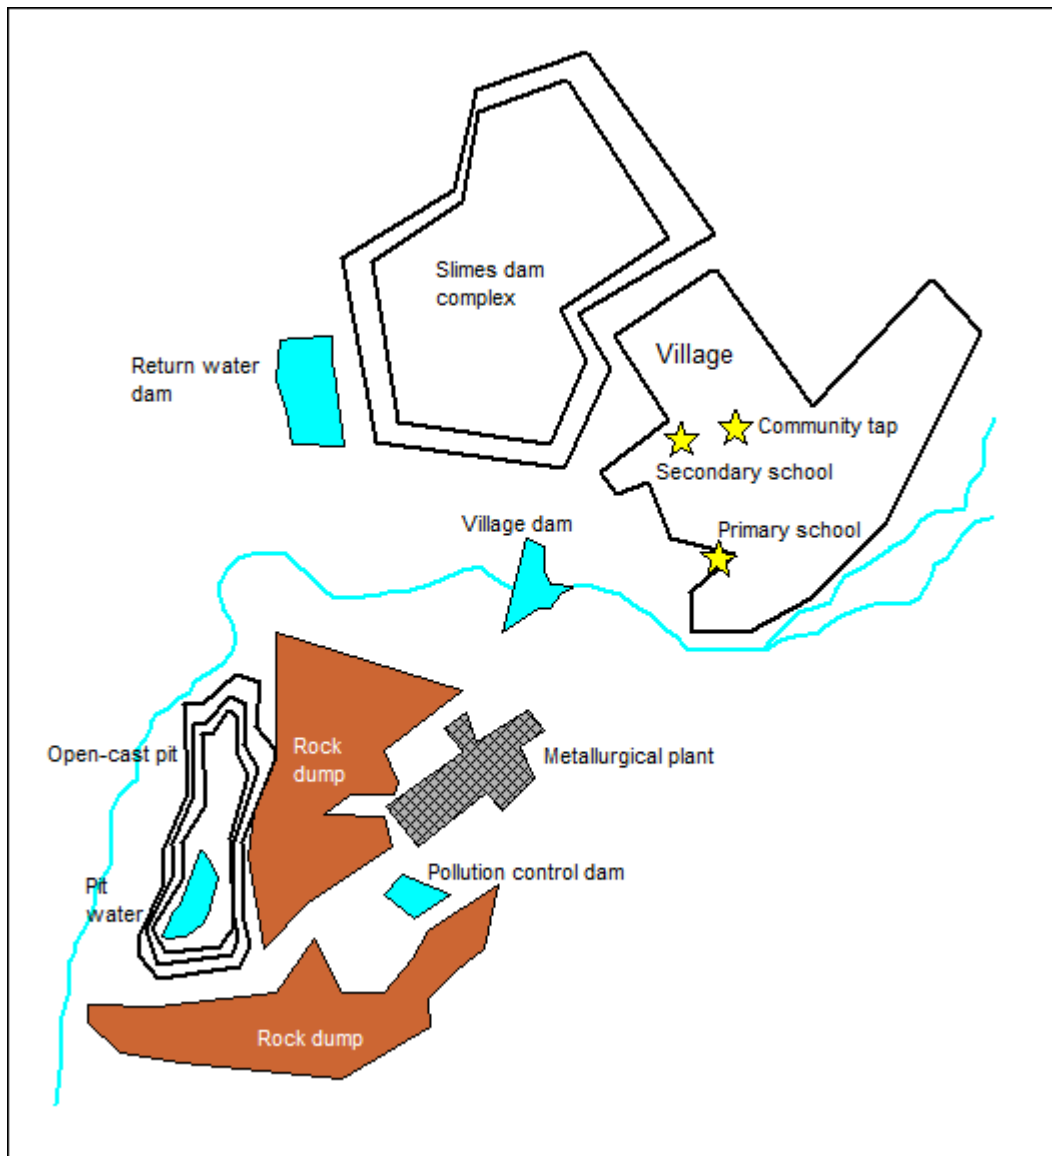 Slimes dam
complex
Village
Return water
dam
Community tap
Secondary school
Village dam
Primary school
Open-cast pit
Rock
dump
Metallurgical plant
Pollution control dam
Pit
water
Rock dump